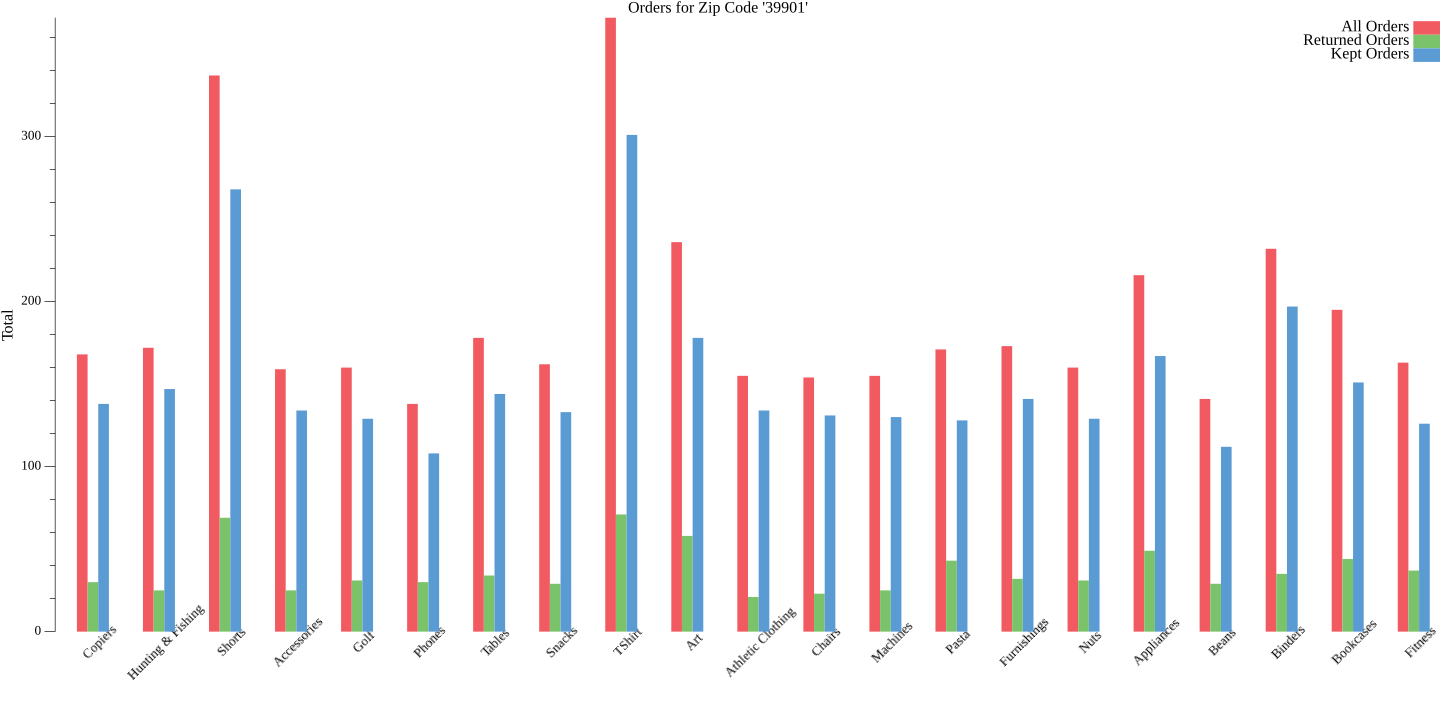 Orders for Zip Code '39901'
All Orders
Returned Orders
Kept Orders
Total
300
200
100
0
Copiers
Hunting & Fishing
Shorts
Accessories
Golf
Phones
Tables
Snacks
TShirt
Art
Athletic Clothing
Chairs
Machines
Pasta
Furnishings
Nuts
Appliances
Beans
Binders
Bookcases
Fitness